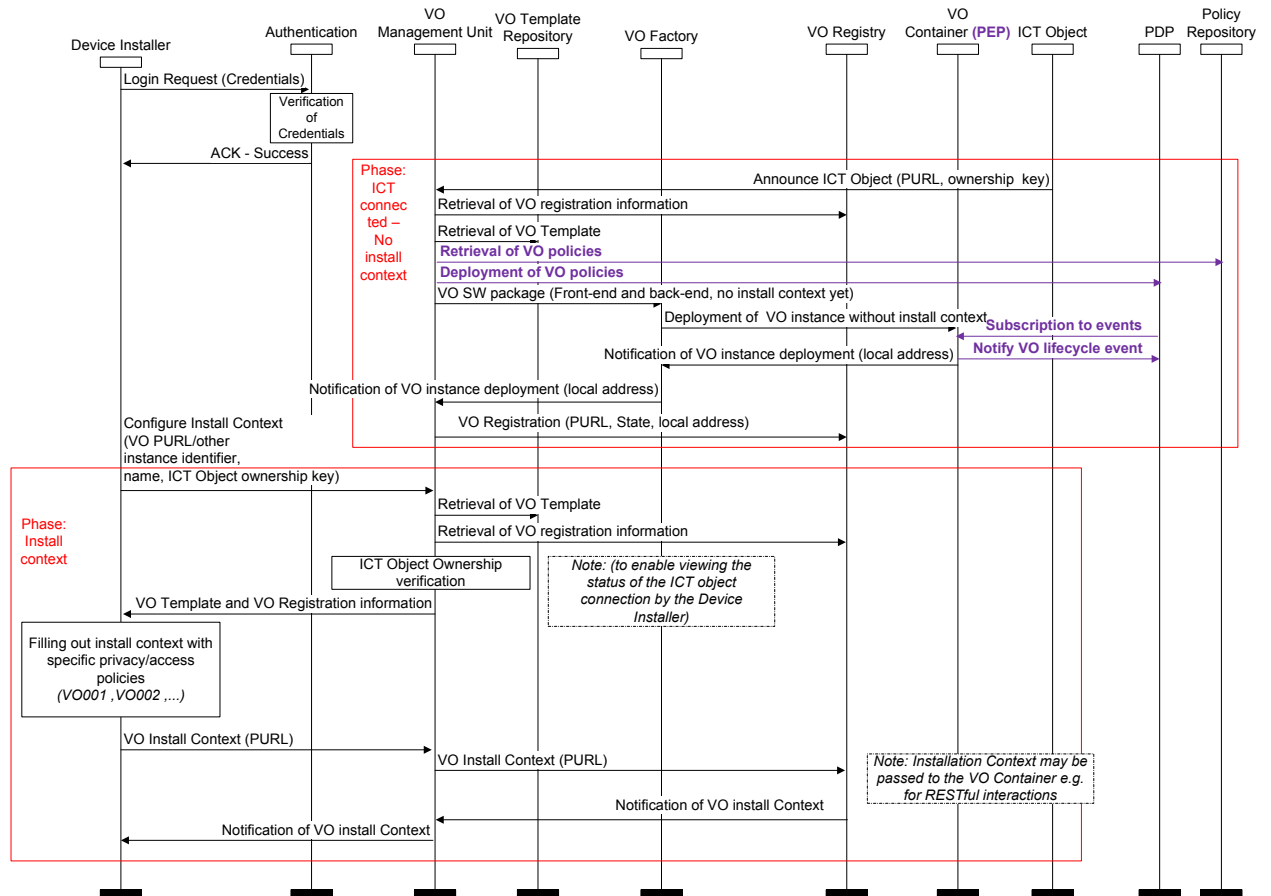 Device Installer
Authentication
VO
Management Unit
VO Template
Repository
VO Factory
VO Registry
VO
Container (PEP)
ICT Object
PDP
Policy
Repository
Login Request (Credentials)
Verification
of
Credentials
ACK - Success
Phase:
ICT
connec
ted –
No
install
context
Announce ICT Object (PURL, ownership key)
Retrieval of VO registration information
Retrieval of VO Template
Retrieval of VO policies
Deployment of VO policies
VO SW package (Front-end and back-end, no install context yet)
Deployment of VO instance without install context
Subscription to events
Notify VO lifecycle event
Notification of VO instance deployment (local address)
Notification of VO instance deployment (local address)
VO Registration (PURL, State, local address)
Configure Install Context
(VO PURL/other
instance identifier,
name, ICT Object ownership key)
Phase:
Install
context
Retrieval of VO Template
Retrieval of VO registration information
ICT Object Ownership
verification
Note: (to enable viewing the
status of the ICT object
connection by the Device
Installer)
VO Template and VO Registration information
Filling out install context with
specific privacy/access
policies
(VO001 ,VO002 ,...)
VO Install Context (PURL)
VO Install Context (PURL)
Note: Installation Context may be
passed to the VO Container e.g.
for RESTful interactions
Notification of VO install Context
Notification of VO install Context